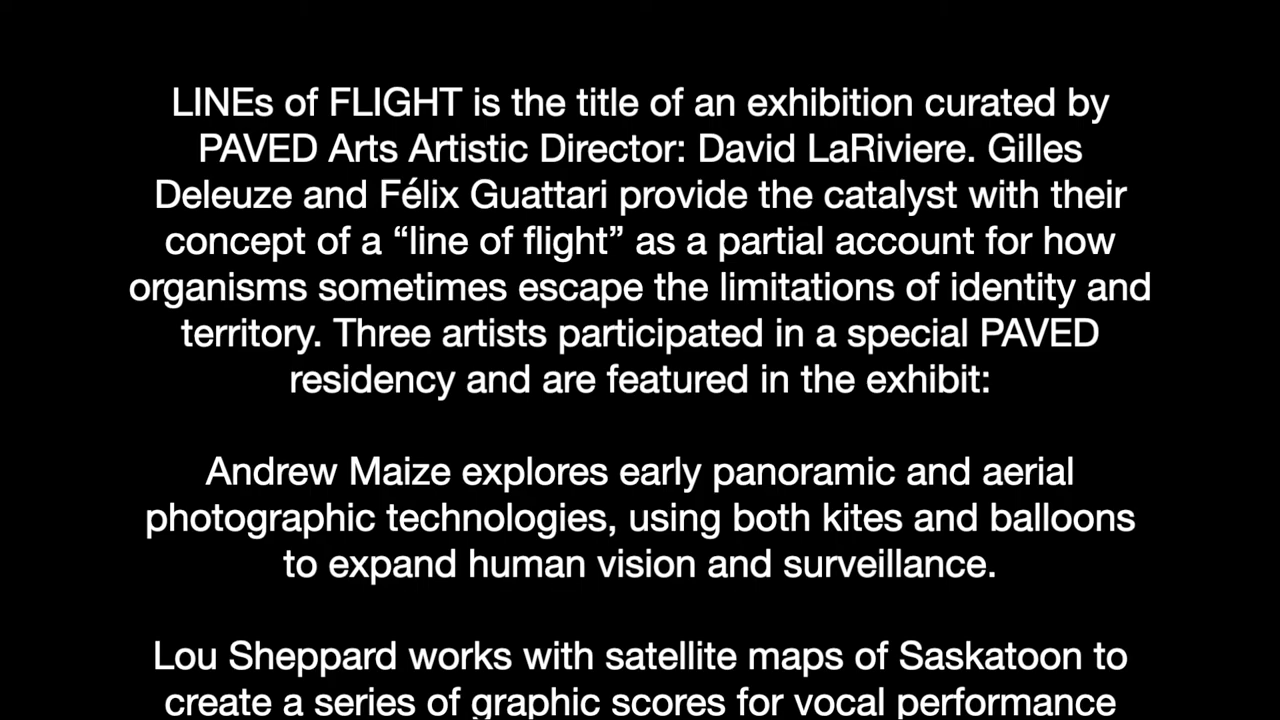 LINEs of FLIGHT is the title of an exhibition curated by
PAVED Arts Artistic Director: David LaRiviere. Gilles
Deleuze and Félix Guattari provide the catalyst with their
concept of a “line of flight” as a partial account for how
organisms sometimes escape the limitations of identity and
territory. Three artists participated in a special PAVED
residency and are featured in the exhibit:
Andrew Maize explores early panoramic and aerial
photographic technologies, using both kites and balloons
to expand human vision and surveillance.
Lou Sheppard works with satellite maps of Saskatoon to
create a series of graphic scores for vocal performance